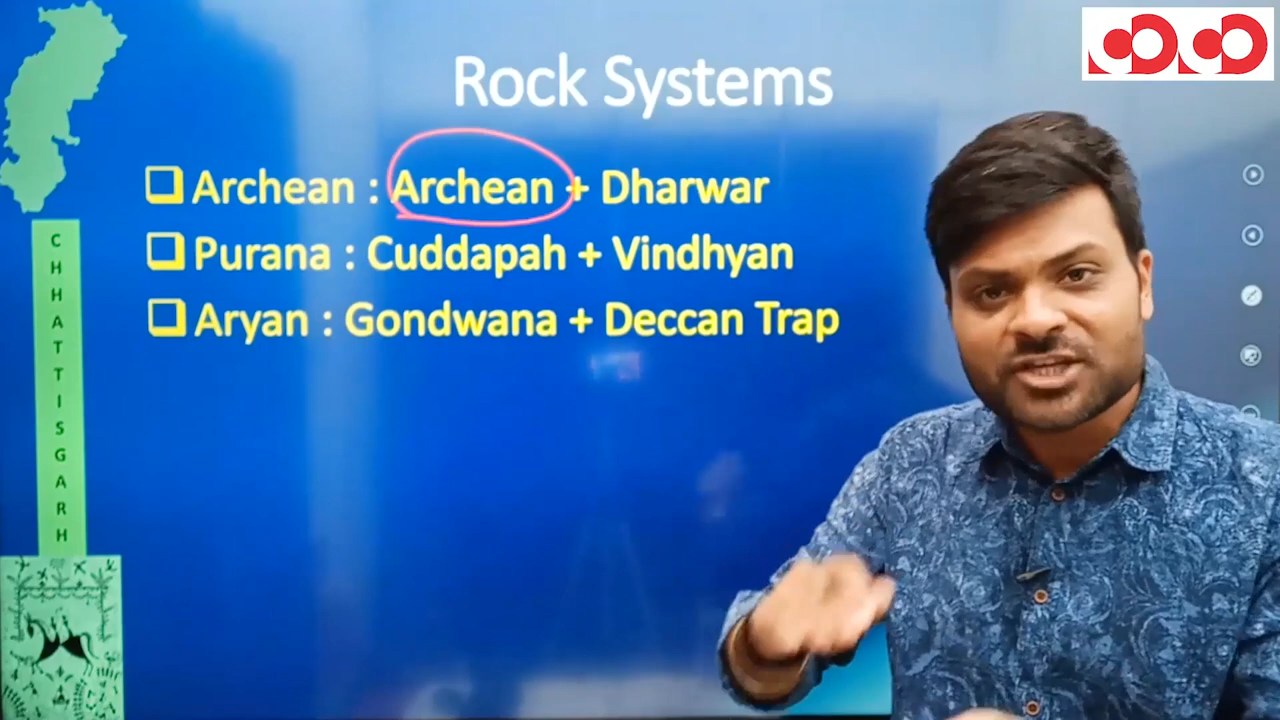 Rock Systems
Archean : Archean + Dharwar
Purana : Cuddapah + Vindhyan
Aryan : Gondwana + Deccan Trap
CHHATTISGARH